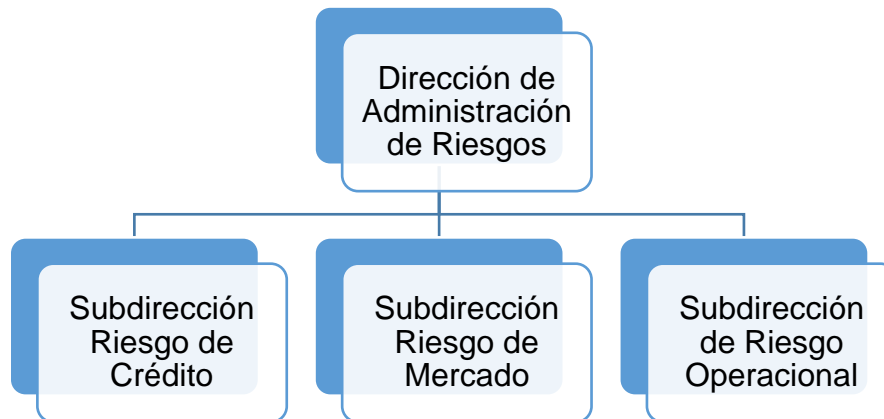 Dirección de
Administración
de Riesgos
Subdirección
Riesgo de
Crédito
Subdirección
Riesgo de
Mercado
Subdirección
de Riesgo
Operacional